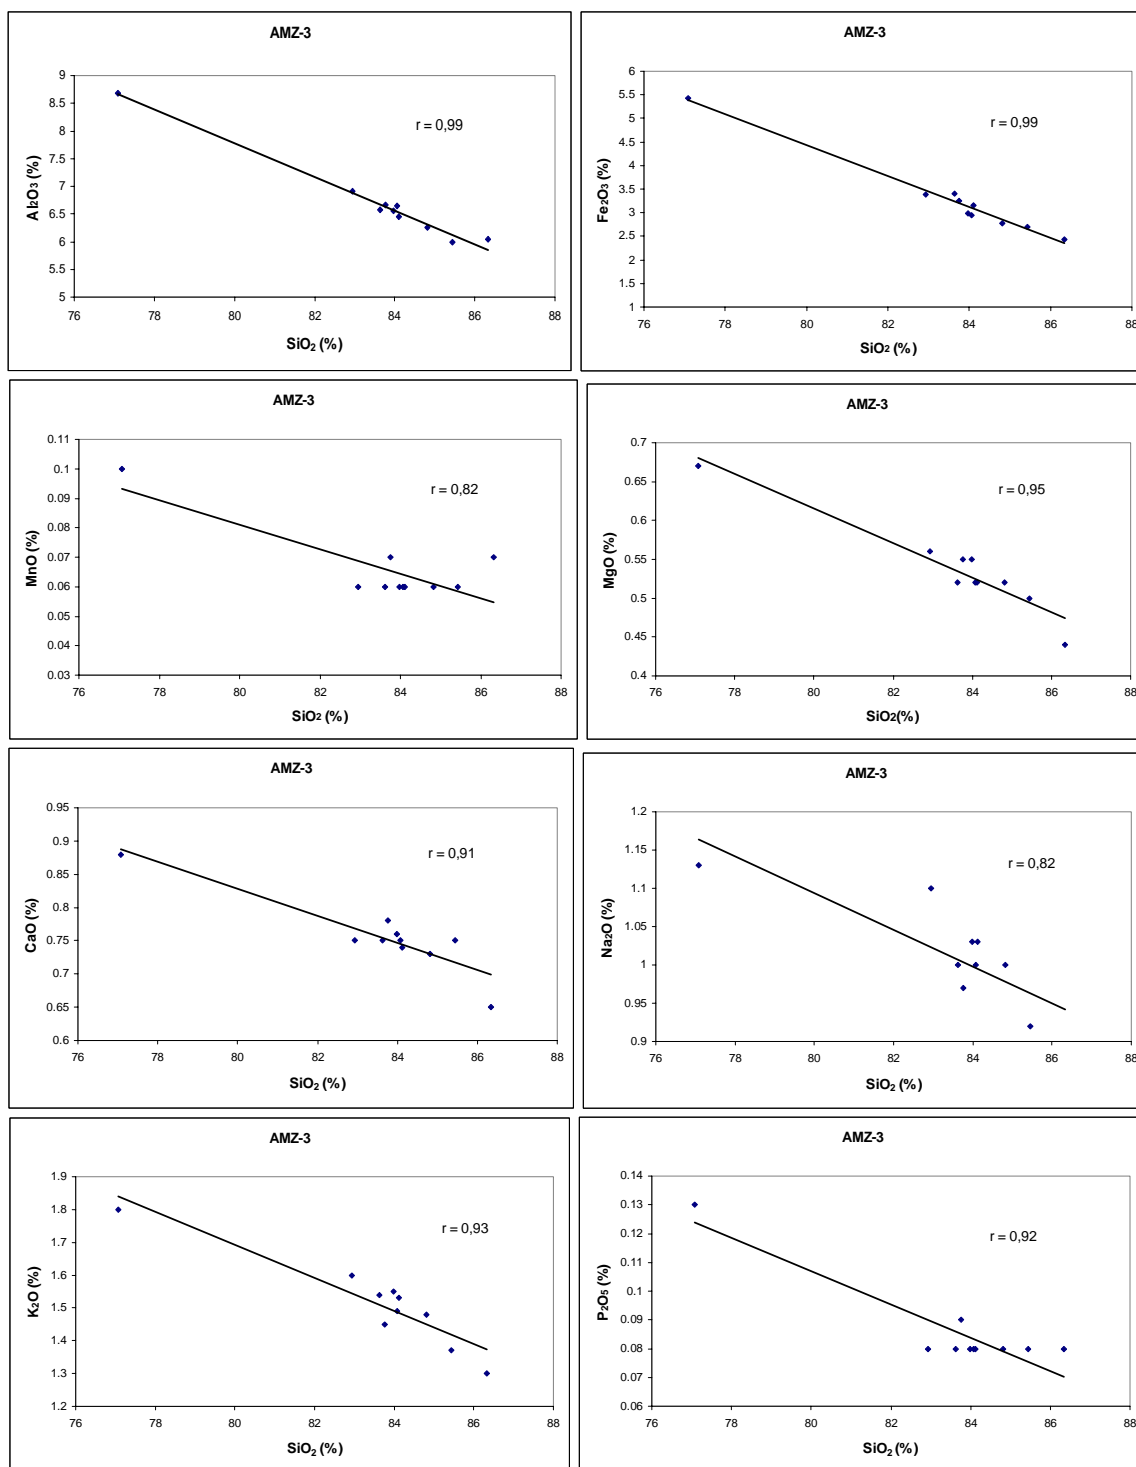 AMZ-3
9
8.5
8
7.5
7
6.5
6
5.5
5
Al₂O₃ (%)
r = 0,99
76 78 80 82 84 86 88
SiO₂ (%)
AMZ-3
6
5.5
5
4.5
4
3.5
3
2.5
2
1.5
1
Fe₂O₃ (%)
r = 0,99
76 78 80 82 84 86 88
SiO₂ (%)
AMZ-3
0.11
0.1
0.09
0.08
0.07
0.06
0.05
0.04
0.03
MnO (%)
r = 0,82
76 78 80 82 84 86 88
SiO₂ (%)
AMZ-3
0.7
0.65
0.6
0.55
0.5
0.45
0.4
MgO (%)
r = 0,95
76 78 80 82 84 86 88
SiO₂(%)
AMZ-3
0.95
0.9
0.85
0.8
0.75
0.7
0.65
0.6
CaO (%)
r = 0,91
76 78 80 82 84 86 88
SiO₂ (%)
AMZ-3
1.2
1.15
1.1
1.05
1
0.95
0.9
Na₂O (%)
r = 0,82
76 78 80 82 84 86 88
SiO₂ (%)
AMZ-3
1.9
1.8
1.7
1.6
1.5
1.4
1.3
1.2
K₂O (%)
r = 0,93
76 78 80 82 84 86 88
SiO₂ (%)
AMZ-3
0.14
0.13
0.12
0.11
0.1
0.09
0.08
0.07
0.06
P₂O₅ (%)
r = 0,92
76 78 80 82 84 86 88
SiO₂ (%)